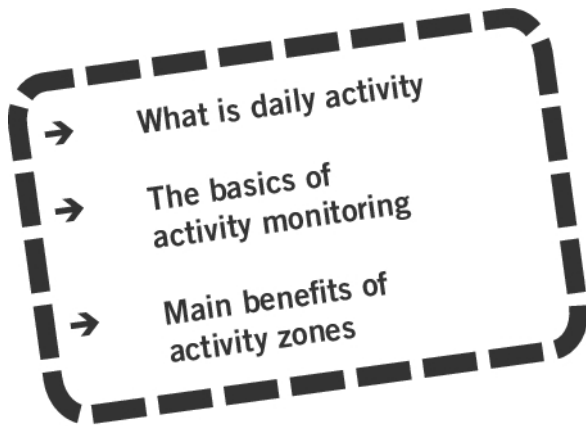 What is daily activity
The basics of
activity monitoring
Main benefits of
activity zones